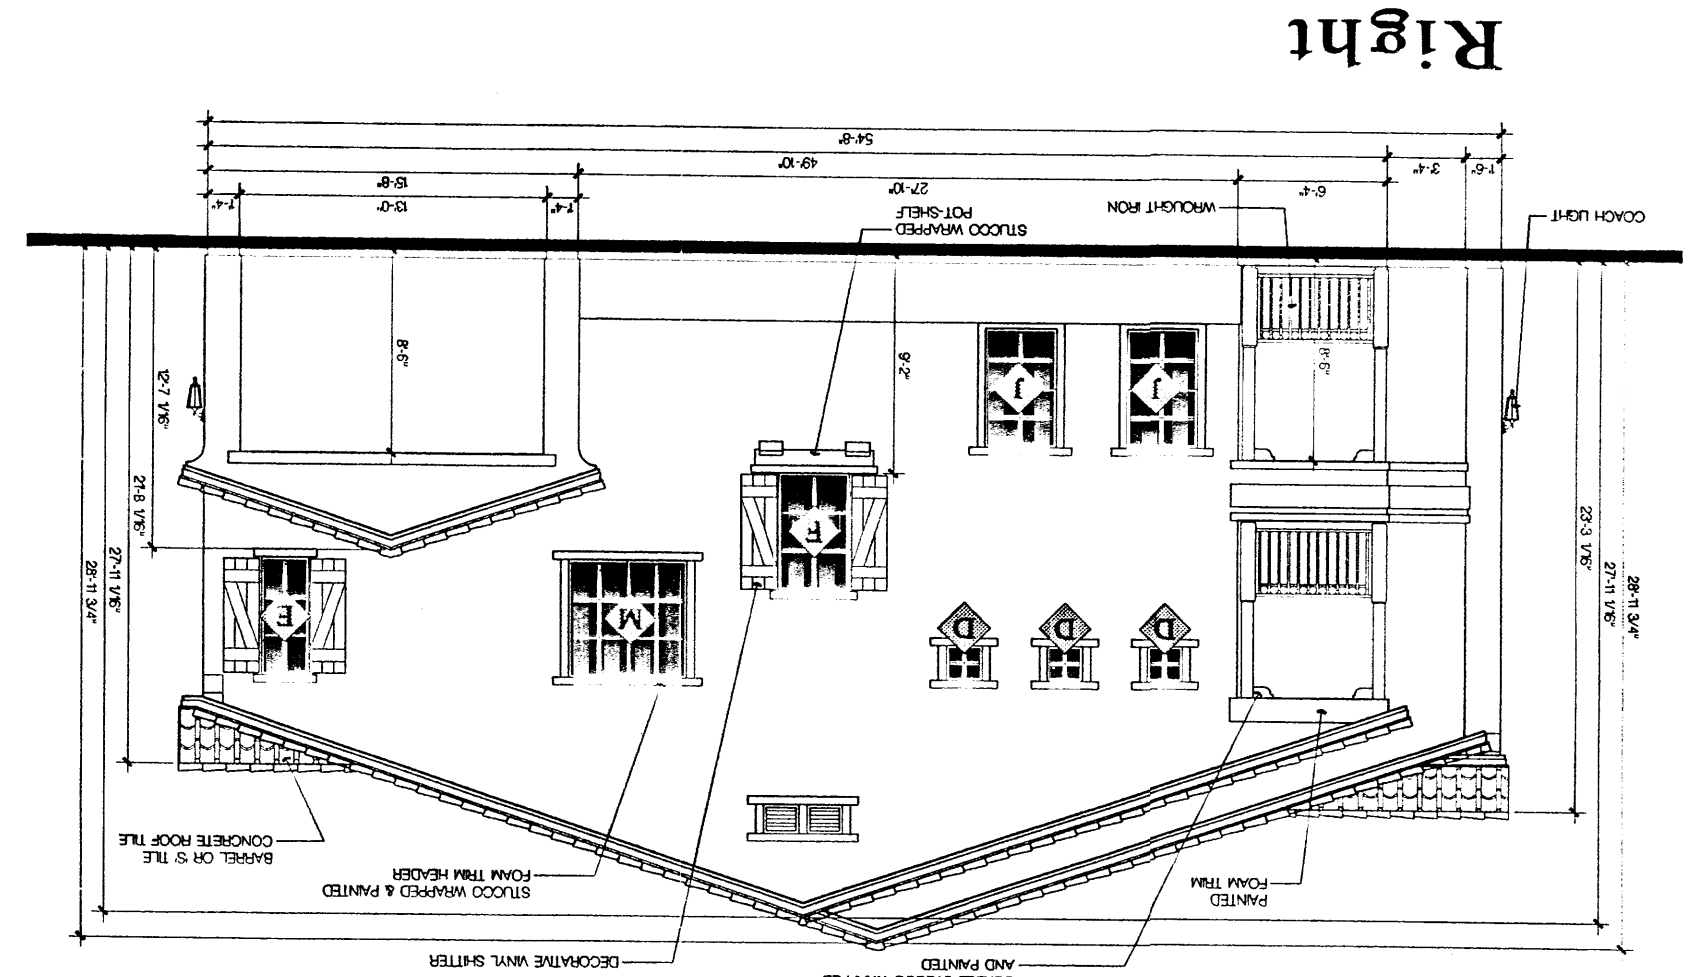 AND PAINTED
DECORATIVE VINYL SHUTTER
PAINTED
FOAM TRIM
STUCCO WRAPPED & PAINTED
FOAM TRIM HEADER
BARREL OR 'S' TILE
CONCRETE ROOF TILE
D
D
D
M
E
28'-11 3/4"
27'-11 1/16"
23'-3 1/16"
F
27'-11 1/16"
28'-11 3/4"
21'-8 1/16"
J
J
12'-7 1/16"
8'-6"
9'-2"
8'-6"
COACH LIGHT
WROUGHT IRON
STUCCO WRAPPED
POT-SHELF
1'-4"
13'-0"
1'-4"
6'-4"
27'-10"
15'-8"
1'-6"
3'-4"
49'-10"
54'-8"
Right